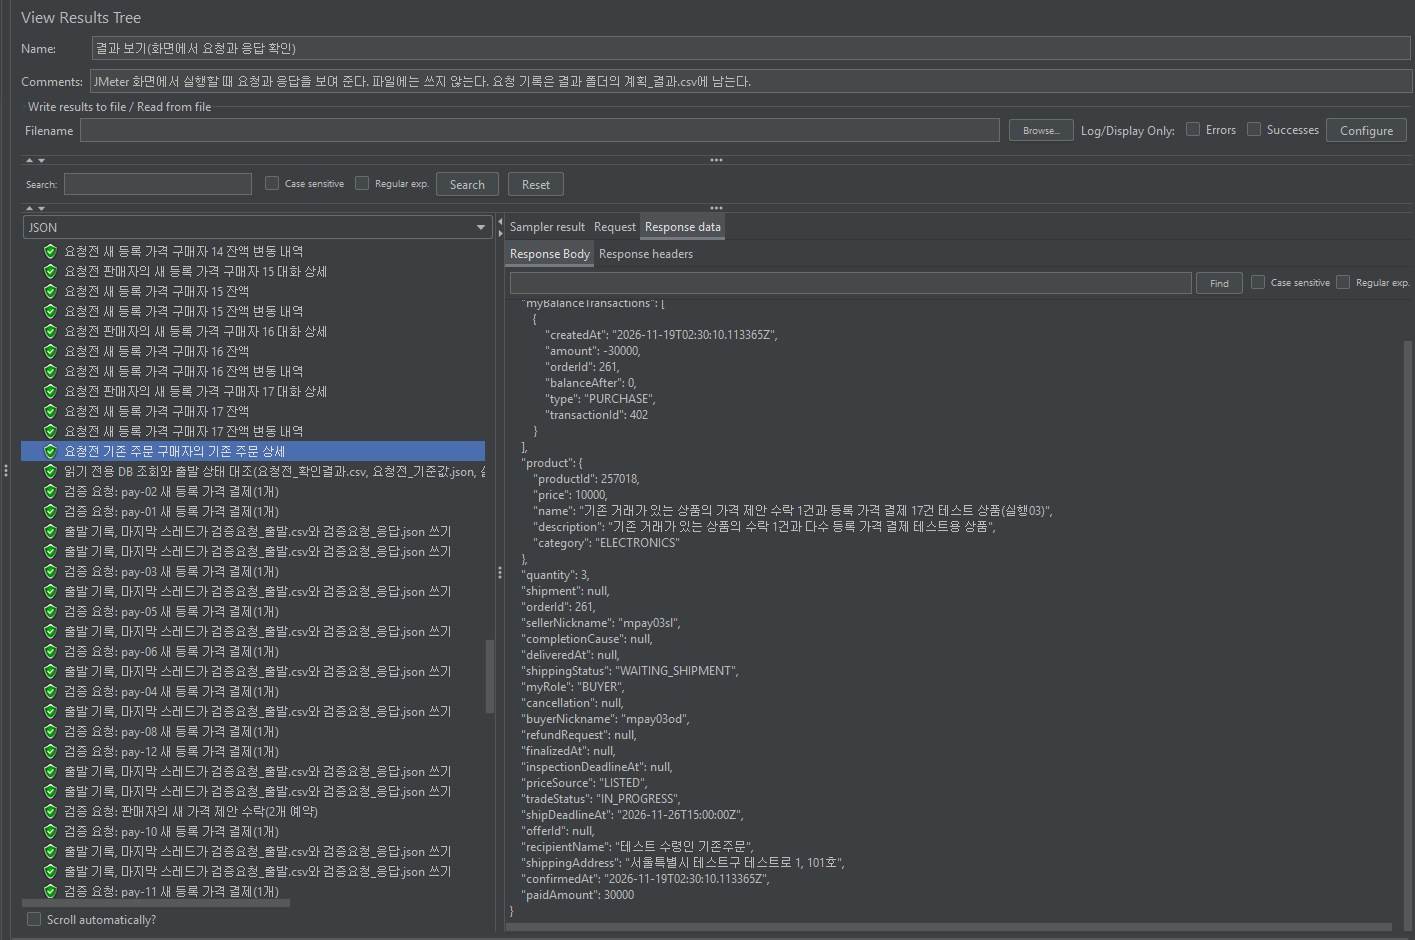 View Results Tree
Name: 결과 보기(화면에서 요청과 응답 확인)
Comments: JMeter 화면에서 실행할 때 요청과 응답을 보여 준다. 파일에는 쓰지 않는다. 요청 기록은 결과 폴더의 계획_결과.csv에 남는다.
Write results to file / Read from file
Filename Browse... Log/Display Only: Errors Successes Configure
Search: Case sensitive Regular exp. Search Reset
JSON
요청전 새 등록 가격 구매자 14 잔액 변동 내역
요청전 판매자의 새 등록 가격 구매자 15 대화 상세
요청전 새 등록 가격 구매자 15 잔액
요청전 새 등록 가격 구매자 15 잔액 변동 내역
요청전 판매자의 새 등록 가격 구매자 16 대화 상세
요청전 새 등록 가격 구매자 16 잔액
요청전 새 등록 가격 구매자 16 잔액 변동 내역
요청전 판매자의 새 등록 가격 구매자 17 대화 상세
요청전 새 등록 가격 구매자 17 잔액
요청전 새 등록 가격 구매자 17 잔액 변동 내역
요청전 기존 주문 구매자의 기존 주문 상세
읽기 전용 DB 조회와 출발 상태 대조(요청전_확인결과.csv, 요청전_기준값.json,
검증 요청: pay-02 새 등록 가격 결제(1개)
검증 요청: pay-01 새 등록 가격 결제(1개)
출발 기록, 마지막 스레드가 검증요청_출발.csv와 검증요청_응답.json 쓰기
출발 기록, 마지막 스레드가 검증요청_출발.csv와 검증요청_응답.json 쓰기
검증 요청: pay-03 새 등록 가격 결제(1개)
출발 기록, 마지막 스레드가 검증요청_출발.csv와 검증요청_응답.json 쓰기
검증 요청: pay-05 새 등록 가격 결제(1개)
출발 기록, 마지막 스레드가 검증요청_출발.csv와 검증요청_응답.json 쓰기
검증 요청: pay-06 새 등록 가격 결제(1개)
출발 기록, 마지막 스레드가 검증요청_출발.csv와 검증요청_응답.json 쓰기
검증 요청: pay-04 새 등록 가격 결제(1개)
출발 기록, 마지막 스레드가 검증요청_출발.csv와 검증요청_응답.json 쓰기
검증 요청: pay-08 새 등록 가격 결제(1개)
검증 요청: pay-12 새 등록 가격 결제(1개)
출발 기록, 마지막 스레드가 검증요청_출발.csv와 검증요청_응답.json 쓰기
출발 기록, 마지막 스레드가 검증요청_출발.csv와 검증요청_응답.json 쓰기
검증 요청: 판매자의 새 가격 제안 수락(2개 예약)
검증 요청: pay-10 새 등록 가격 결제(1개)
출발 기록, 마지막 스레드가 검증요청_출발.csv와 검증요청_응답.json 쓰기
출발 기록, 마지막 스레드가 검증요청_출발.csv와 검증요청_응답.json 쓰기
검증 요청: pay-11 새 등록 가격 결제(1개)
Scroll automatically?
Sampler result Request Response data
Response Body Response headers
Find Case sensitive Regular exp.
"myBalanceTransactions": [
{
"createdAt": "2026-11-19T02:30:10.113365Z",
"amount": -30000,
"orderId": 261,
"balanceAfter": 0,
"type": "PURCHASE",
"transactionId": 402
}
],
"product": {
"productId": 257018,
"price": 10000,
"name": "기존 거래가 있는 상품의 가격 제안 수락 1건과 등록 가격 결제 17건 테스트 상품(실행03)",
"description": "기존 거래가 있는 상품의 수락 1건과 다수 등록 가격 결제 테스트용 상품",
"category": "ELECTRONICS"
},
"quantity": 3,
"shipment": null,
"orderId": 261,
"sellerNickname": "mpay03sl",
"completionCause": null,
"deliveredAt": null,
"shippingStatus": "WAITING_SHIPMENT",
"myRole": "BUYER",
"cancellation": null,
"buyerNickname": "mpay03od",
"refundRequest": null,
"finalizedAt": null,
"inspectionDeadlineAt": null,
"priceSource": "LISTED",
"tradeStatus": "IN_PROGRESS",
"shipDeadlineAt": "2026-11-26T15:00:00Z",
"offerId": null,
"recipientName": "테스트 수령인 기존주문",
"shippingAddress": "서울특별시 테스트구 테스트로 1, 101호",
"confirmedAt": "2026-11-19T02:30:10.113365Z",
"paidAmount": 30000
}